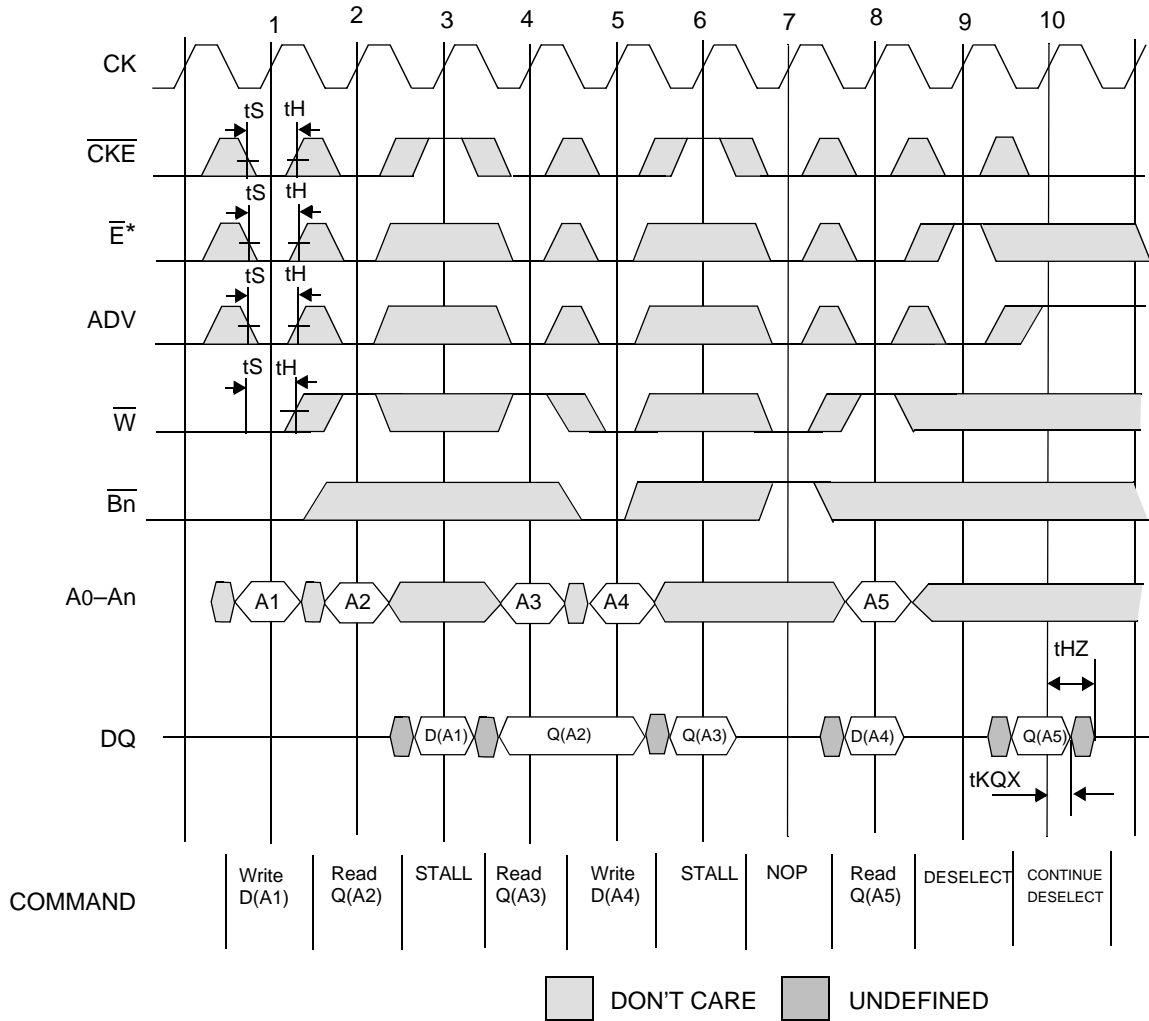 1 2 3 4 5 6 7 8 9 10
CK
tS tH
CKE
tS tH
E*
tS tH
ADV
tS tH
W
Bn
A0–An A1 A2 A3 A4 A5
tHZ
DQ D(A1) Q(A2) Q(A3) D(A4) Q(A5)
tKQX
COMMAND
Write
D(A1)
Read
Q(A2)
STALL
Read
Q(A3)
Write
D(A4)
STALL
NOP
Read
Q(A5)
DESELECT
CONTINUE
DESELECT
DON'T CARE UNDEFINED